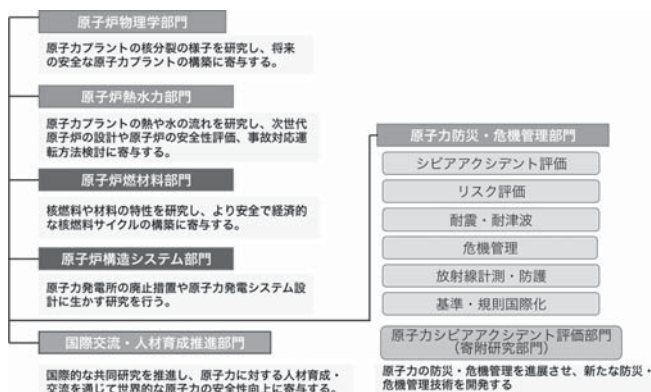 原子炉物理学部門
原子力プラントの核分裂の様子を研究し、将来
の安全な原子力プラントの構築に寄与する。
原子炉熱水力部門
原子力プラントの熱や水の流れを研究し、次世代
原子炉の設計や原子炉の安全性評価、事故対応運
転方法検討に寄与する。
原子炉燃材料部門
核燃料や材料の特性を研究し、より安全で経済的
な核燃料サイクルの構築に寄与する。
原子炉構造システム部門
原子力発電所の廃止措置や原子力発電システム設
計に生かす研究を行う。
国際交流・人材育成推進部門
国際的な共同研究を推進し、原子力に対する人材育成・
交流を通じて世界的な原子力の安全性向上に寄与する。
原子力防災・危機管理部門
シビアアクシデント評価
リスク評価
耐震・耐津波
危機管理
放射線計測・防護
基準・規則国際化
原子力シビアアクシデント評価部門
（寄附研究部門）
原子力の防災・危機管理を進展させ、新たな防災・
危機管理技術を開発する